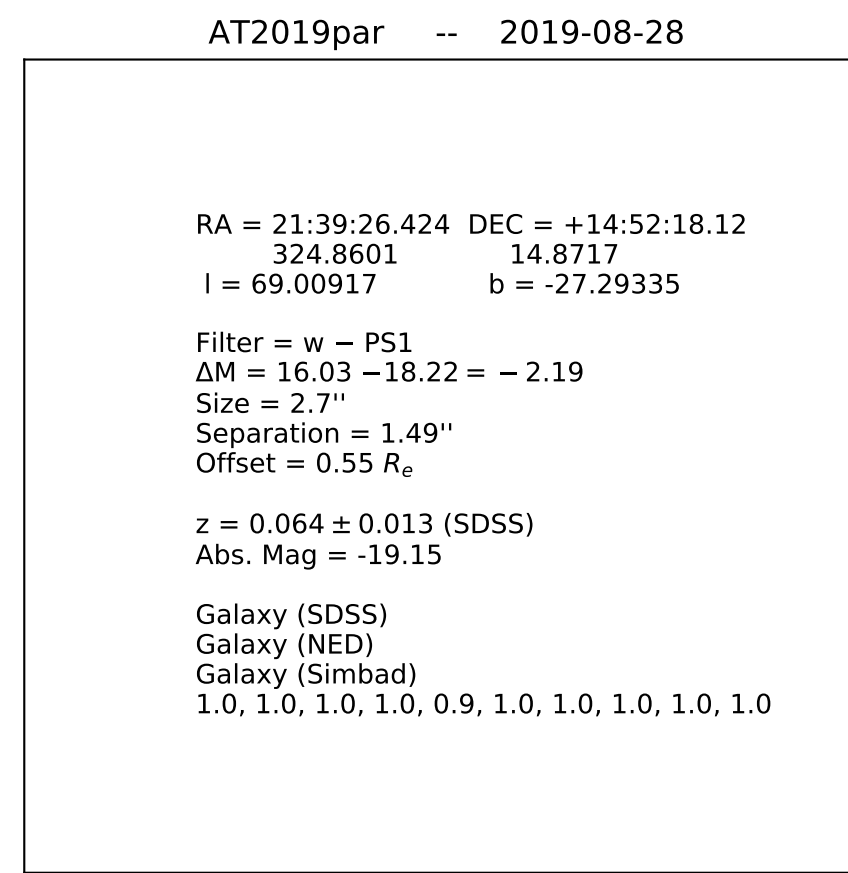 AT2019par -- 2019-08-28
RA = 21:39:26.424 DEC = +14:52:18.12
324.8601 14.8717
l = 69.00917 b = -27.29335
Filter = w − PS1
ΔM = 16.03 −18.22 = − 2.19
Size = 2.7''
Separation = 1.49''
Offset = 0.55 Rₑ
z = 0.064 ± 0.013 (SDSS)
Abs. Mag = -19.15
Galaxy (SDSS)
Galaxy (NED)
Galaxy (Simbad)
1.0, 1.0, 1.0, 1.0, 0.9, 1.0, 1.0, 1.0, 1.0, 1.0